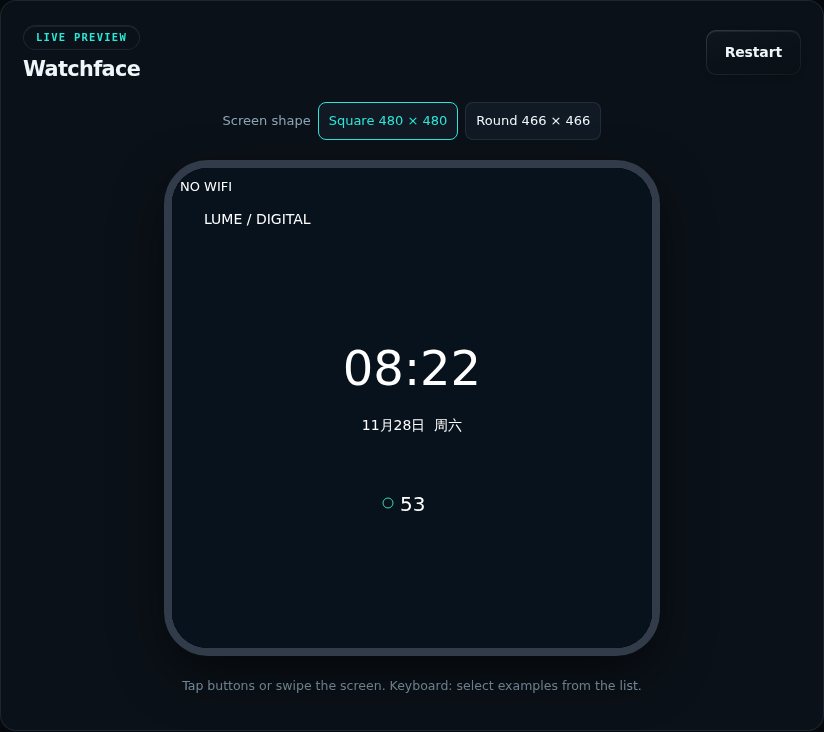 LIVE PREVIEW
Watchface
Restart
Screen shape
Square 480 × 480
Round 466 × 466
NO WIFI
LUME / DIGITAL
08:22
11月28日 周六
53
Tap buttons or swipe the screen. Keyboard: select examples from the list.